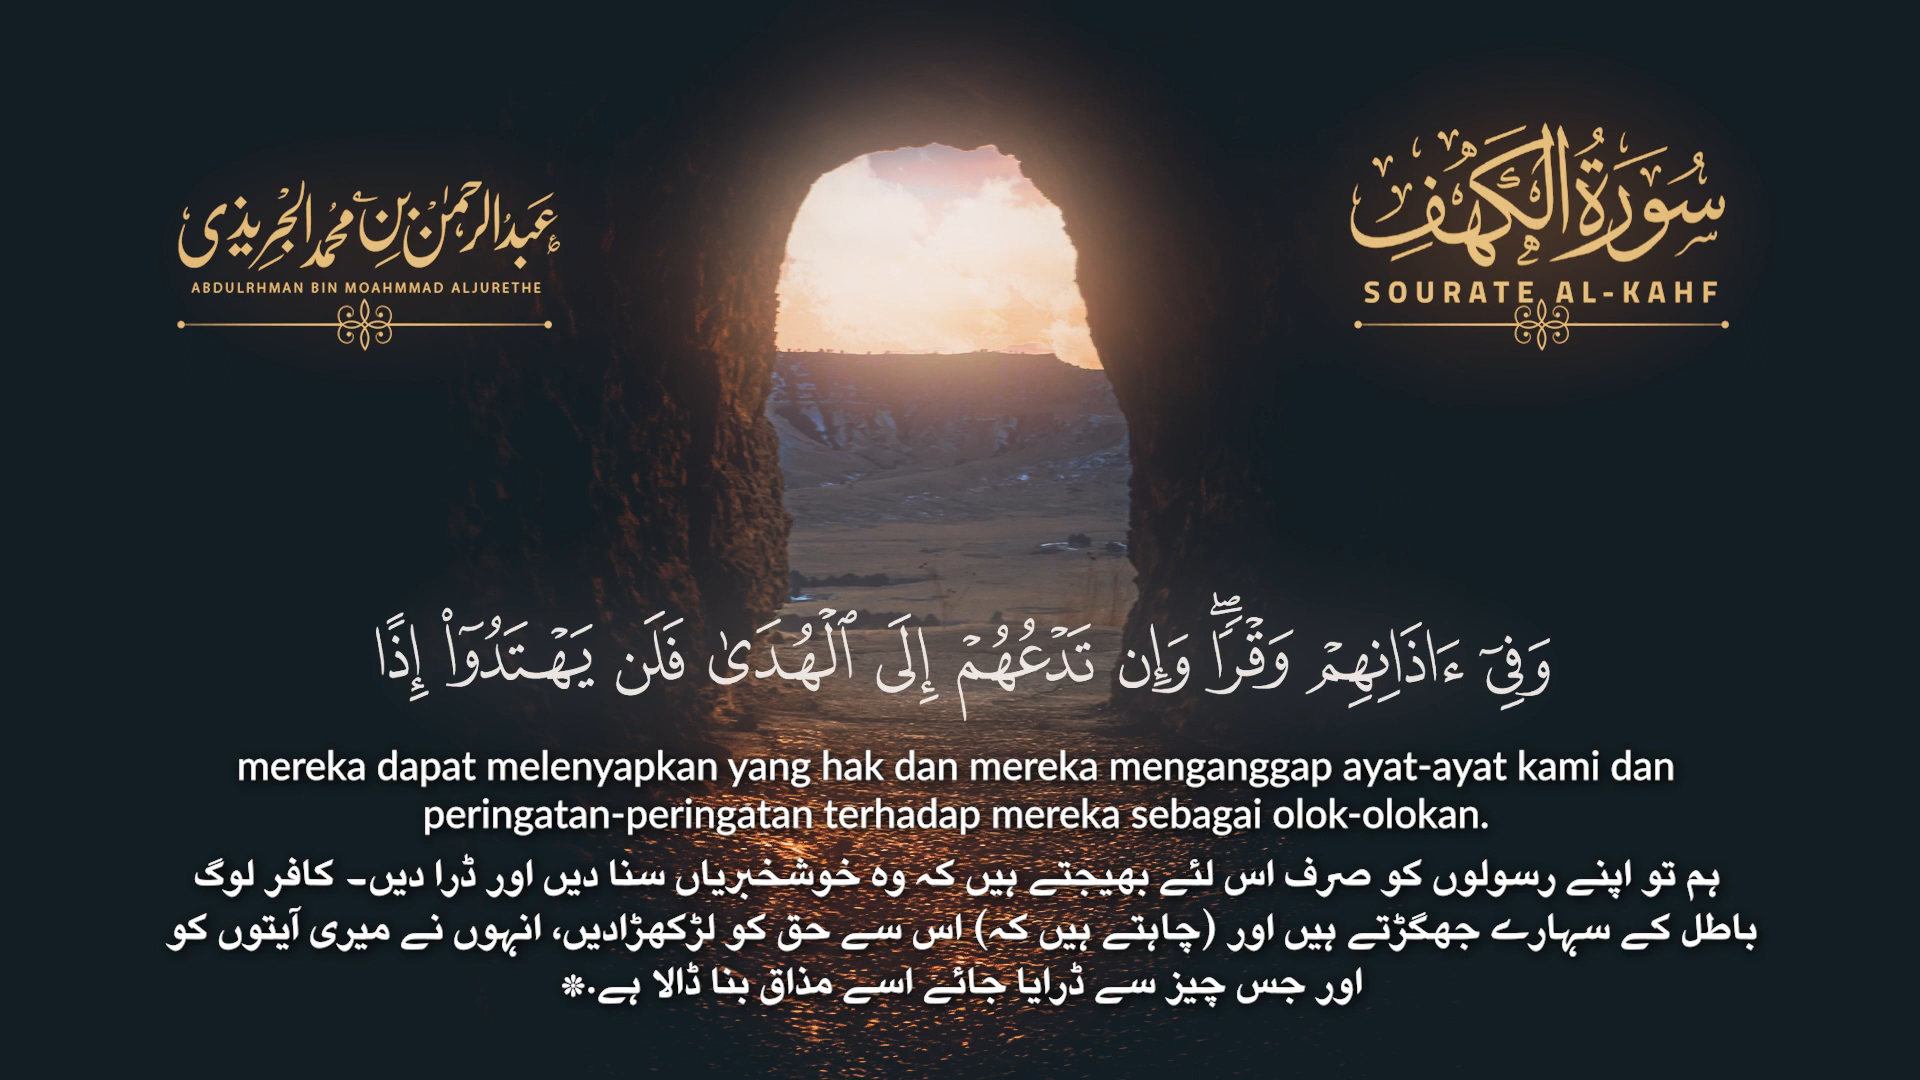 عبدالرحمن بن محمد الجريذي
ABDULRHMAN BIN MOAHMMAD ALJURETHE
سُورَةُ الكَهْفِ
SOURATE AL-KAHF
وَفِيٓ ءَاذَانِهِمْ وَقْرًاۖ وَإِن تَدْعُهُمْ إِلَى ٱلْهُدَىٰ فَلَن يَهْتَدُوٓا۟ إِذًا
mereka dapat melenyapkan yang hak dan mereka menganggap ayat-ayat kami dan
peringatan-peringatan terhadap mereka sebagai olok-olokan.
ہم تو اپنے رسولوں کو صرف اس لئے بھیجتے ہیں کہ وہ خوشخبریاں سنا دیں اور ڈرا دیں۔ کافر لوگ
باطل کے سہارے جھگڑتے ہیں اور (چاہتے ہیں کہ) اس سے حق کو لڑکھڑادیں، انہوں نے میری آیتوں کو
اور جس چیز سے ڈرایا جائے اسے مذاق بنا ڈالا ہے.❇